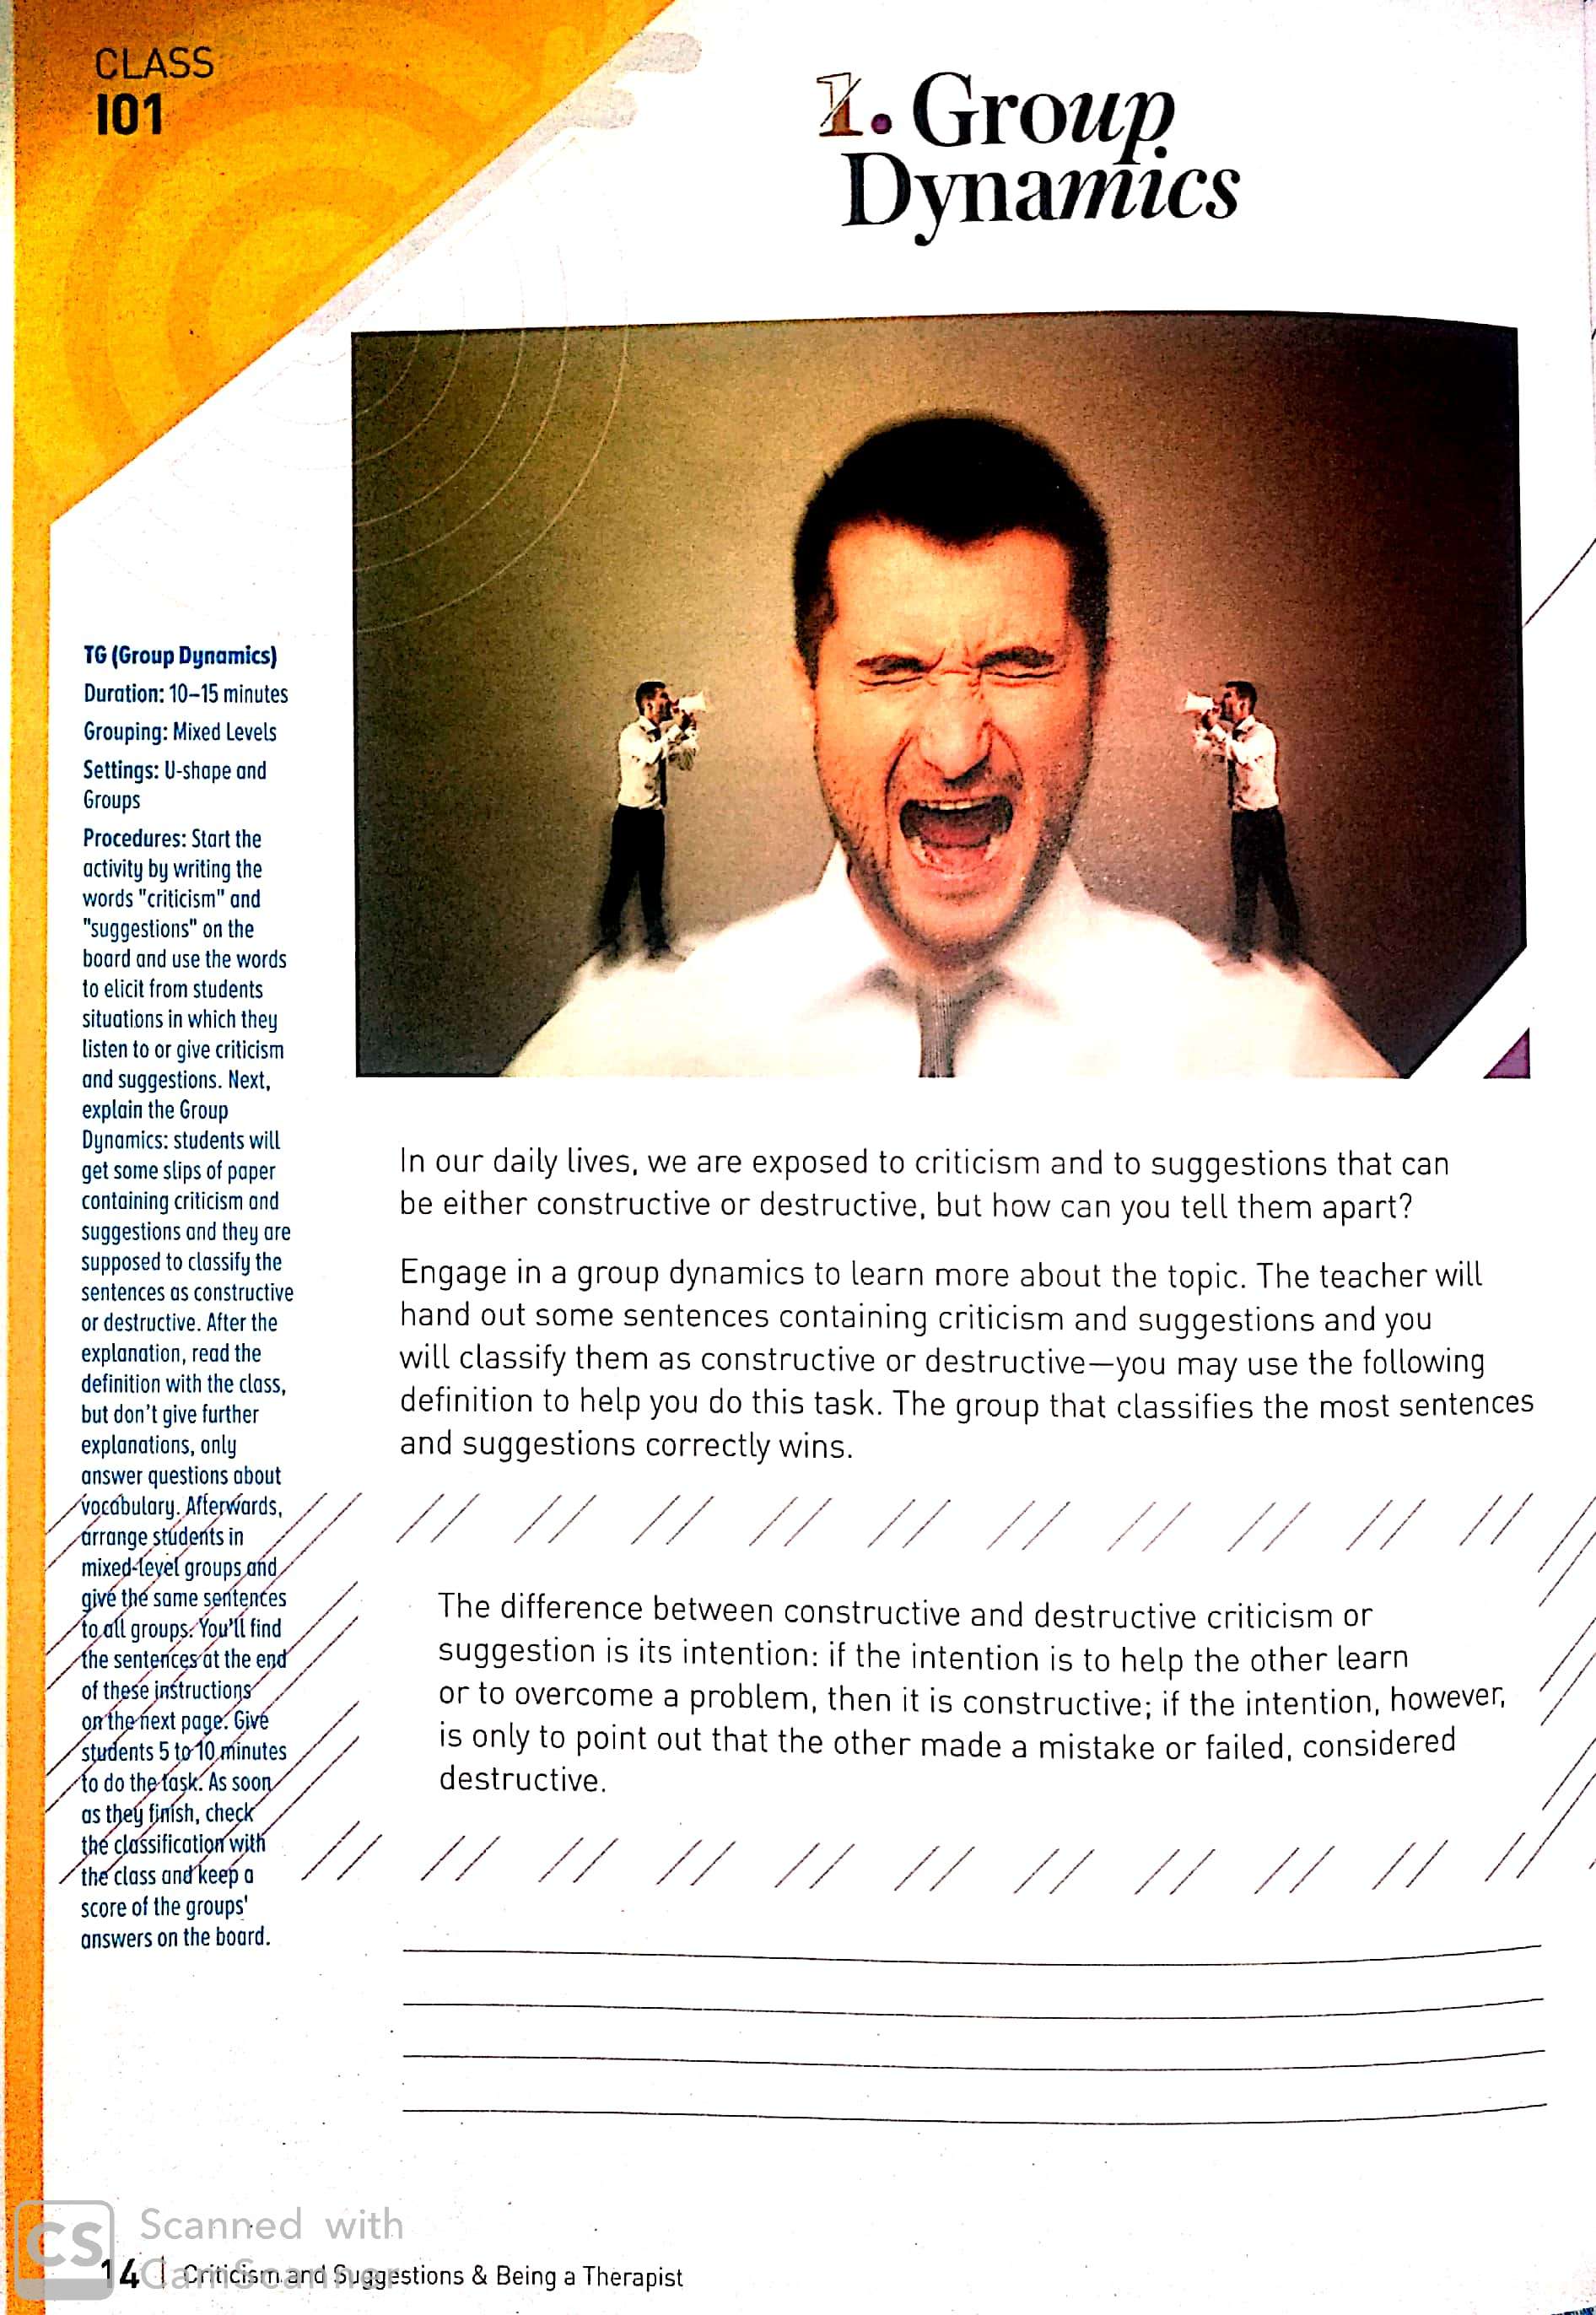 CLASS
101
1. Group
Dynamics
TG (Group Dynamics)
Duration: 10–15 minutes
Grouping: Mixed Levels
Settings: U-shape and
Groups
Procedures: Start the
activity by writing the
words "criticism" and
"suggestions" on the
board and use the words
to elicit from students
situations in which they
listen to or give criticism
and suggestions. Next,
explain the Group
Dynamics: students will
get some slips of paper
containing criticism and
suggestions and they are
supposed to classify the
sentences as constructive
or destructive. After the
explanation, read the
definition with the class,
but don't give further
explanations, only
answer questions about
vocabulary. Afterwards,
arrange students in
mixed-level groups and
give the same sentences
to all groups. You'll find
the sentences at the end
of these instructions
on the next page. Give
students 5 to 10 minutes
to do the task. As soon
as they finish, check
the classification with
the class and keep a
score of the groups'
answers on the board.
In our daily lives, we are exposed to criticism and to suggestions that can
be either constructive or destructive, but how can you tell them apart?
Engage in a group dynamics to learn more about the topic. The teacher will
hand out some sentences containing criticism and suggestions and you
will classify them as constructive or destructive—you may use the following
definition to help you do this task. The group that classifies the most sentences
and suggestions correctly wins.
The difference between constructive and destructive criticism or
suggestion is its intention: if the intention is to help the other learn
or to overcome a problem, then it is constructive; if the intention, however,
is only to point out that the other made a mistake or failed, considered
destructive.
CS
Scanned with
CamScanner
14 | Criticism and Suggestions & Being a Therapist